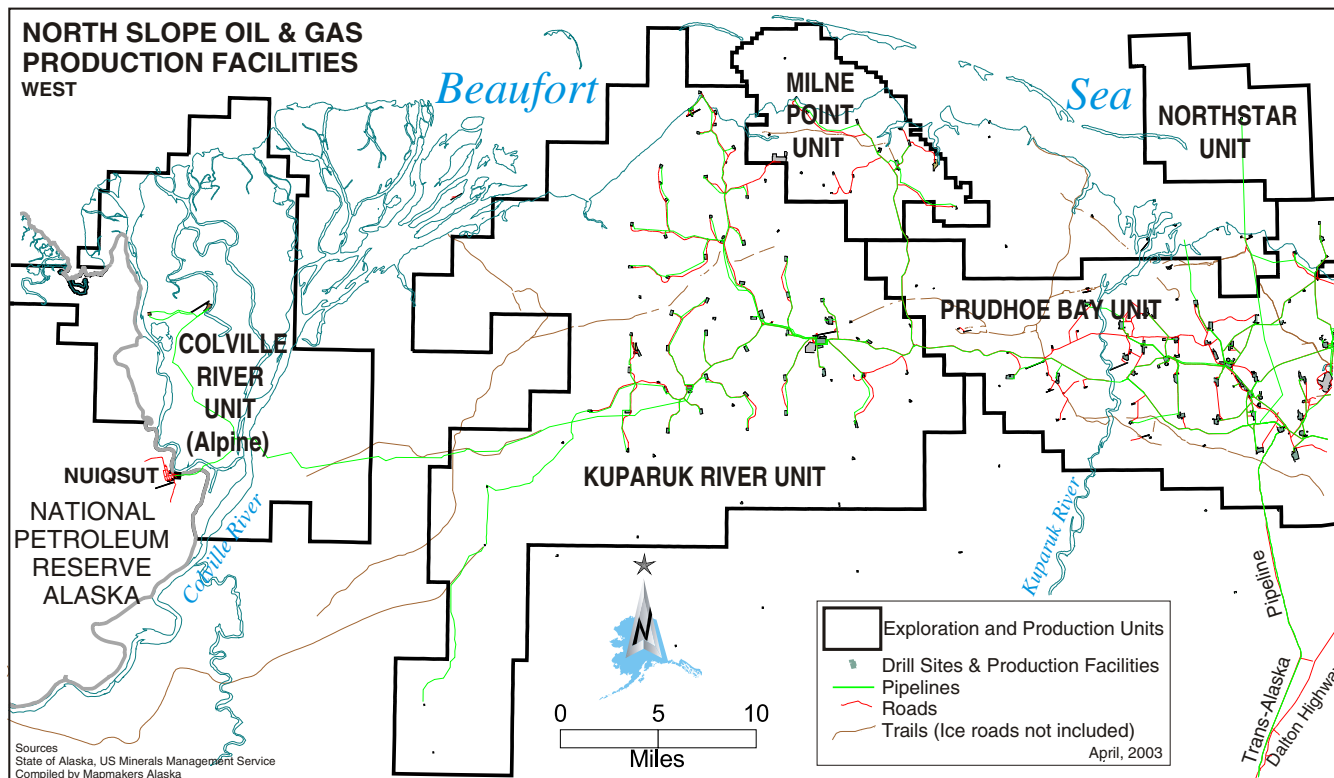 NORTH SLOPE OIL & GAS
PRODUCTION FACILITIES
WEST
Beaufort
Sea
MILNE
POINT
UNIT
NORTHSTAR
UNIT
PRUDHOE BAY UNIT
COLVILLE
RIVER
UNIT
(Alpine)
NUIQSUT
KUPARUK RIVER UNIT
NATIONAL
PETROLEUM
RESERVE
ALASKA
Colville River
Kuparuk River
Pipeline
Trans-Alaska
Dalton Highway
N
Exploration and Production Units
Drill Sites & Production Facilities
Pipelines
Roads
Trails (Ice roads not included)
April, 2003
0 5 10
Miles
Sources
State of Alaska, US Minerals Management Service
Compiled by Mapmakers Alaska